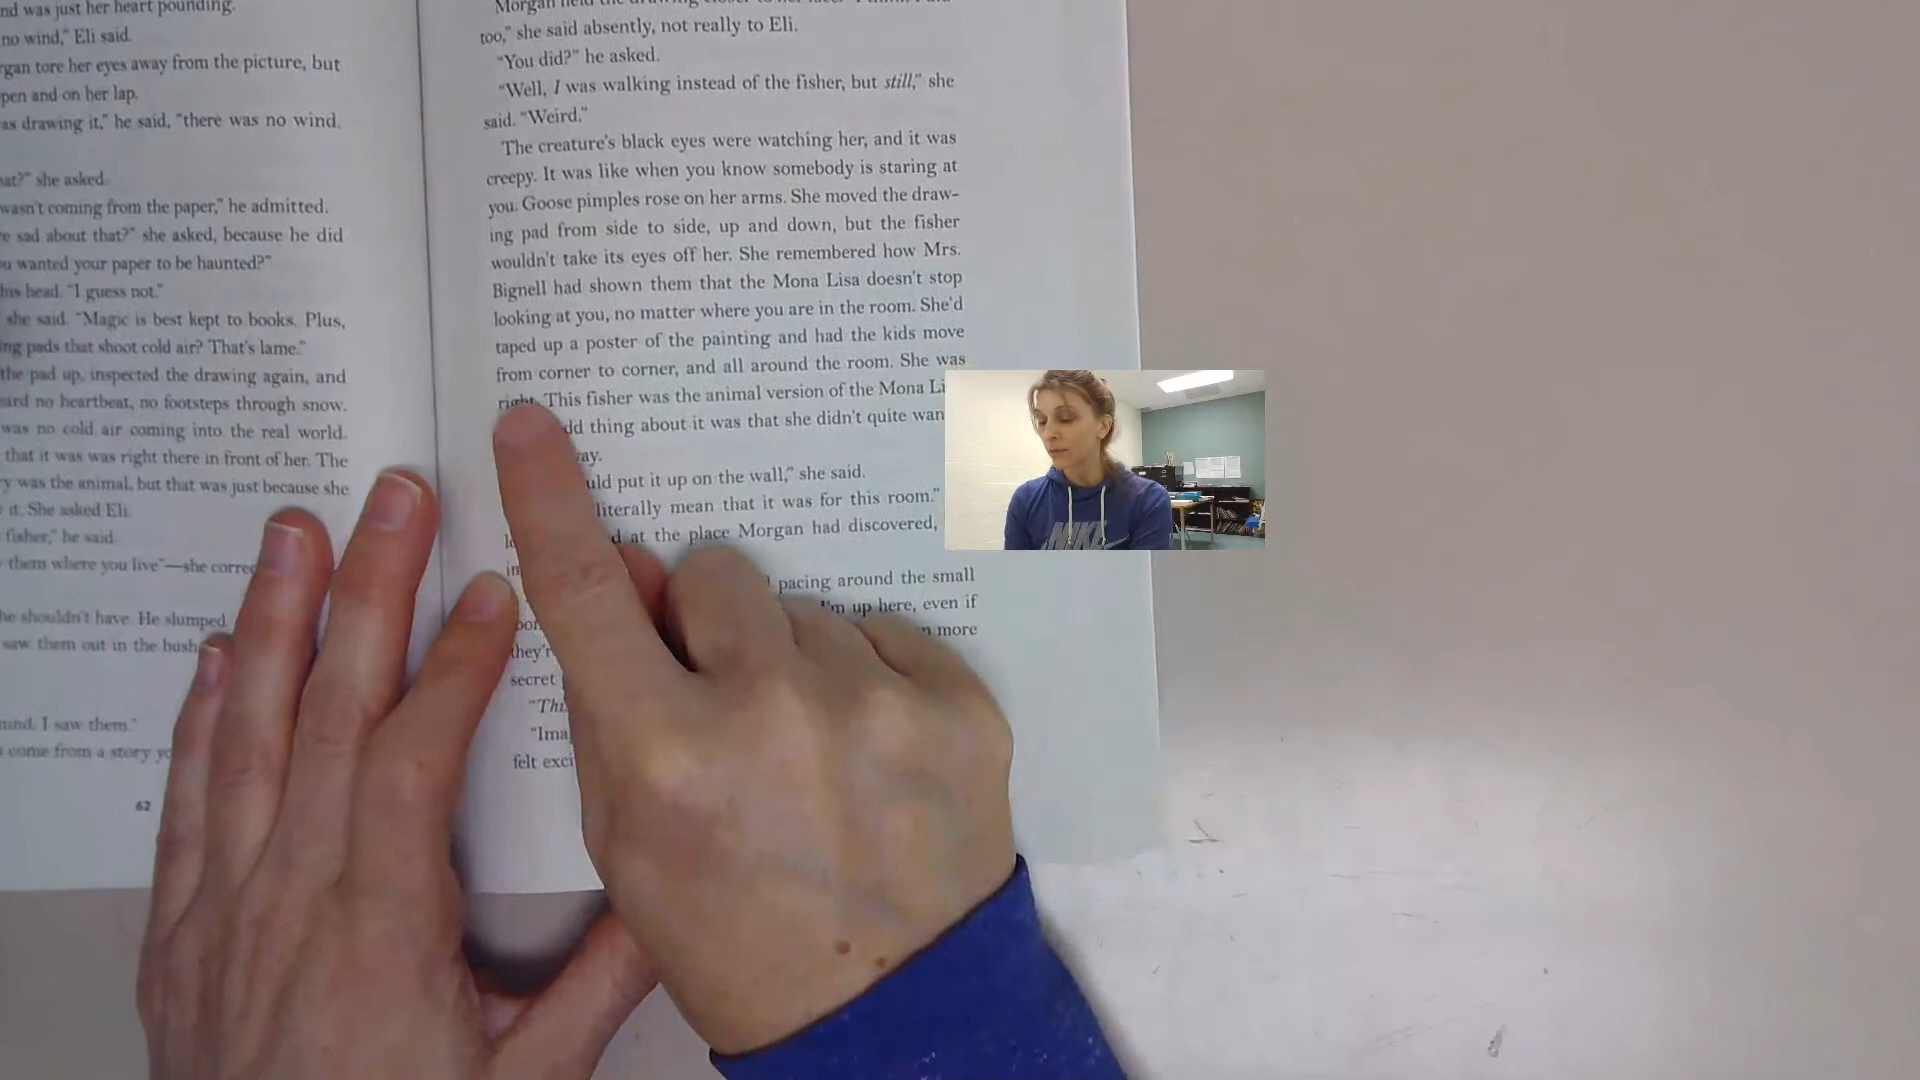 nd was just her heart pounding.
no wind," Eli said.
rgan tore her eyes away from the picture, but
pen and on her lap.
as drawing it," he said, "there was no wind.
at?" she asked.
wasn't coming from the paper," he admitted.
e sad about that?" she asked, because he did
u wanted your paper to be haunted?"
his head. "I guess not."
she said. "Magic is best kept to books. Plus,
ng pads that shoot cold air? That's lame."
the pad up, inspected the drawing again, and
ard no heartbeat, no footsteps through snow.
was no cold air coming into the real world.
that it was was right there in front of her. The
y was the animal, but that was just because she
it. She asked Eli.
fisher," he said.
them where you live"—she correc
he shouldn't have. He slumped
saw them out in the bush
mind. I saw them."
come from a story yo
62
too," she said absently, not really to Eli.
"You did?" he asked.
"Well, I was walking instead of the fisher, but still," she
said. "Weird."
The creature's black eyes were watching her, and it was
creepy. It was like when you know somebody is staring at
you. Goose pimples rose on her arms. She moved the draw-
ing pad from side to side, up and down, but the fisher
wouldn't take its eyes off her. She remembered how Mrs.
Bignell had shown them that the Mona Lisa doesn't stop
looking at you, no matter where you are in the room. She'd
taped up a poster of the painting and had the kids move
from corner to corner, and all around the room. She was
right. This fisher was the animal version of the Mona Li
dd thing about it was that she didn't quite wan
ay.
uld put it up on the wall," she said.
literally mean that it was for this room."
d at the place Morgan had discovered,
in
pacing around the small
I'm up here, even if
n more
they'r
secret
"Thi
"Ima
felt exci
NIKE